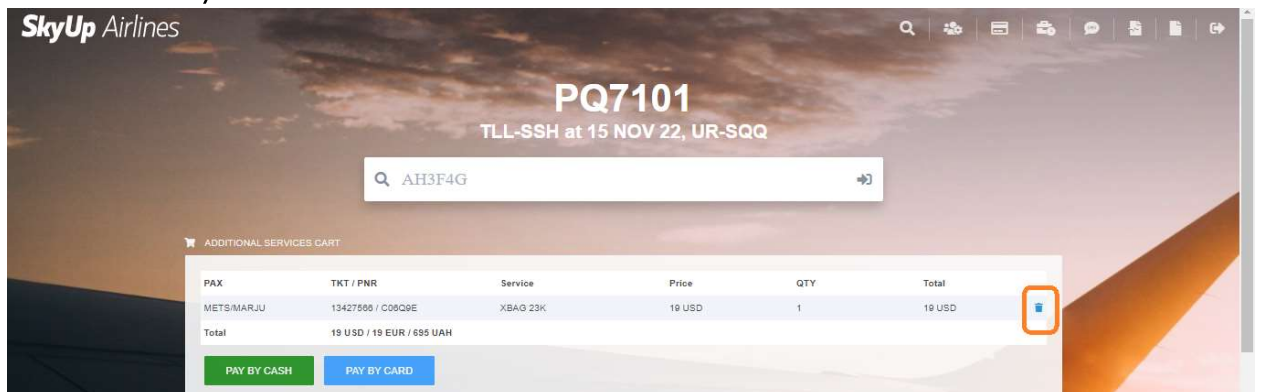 SkyUp Airlines
PQ7101
TLL-SSH at 15 NOV 22, UR-SQQ
AH3F4G
ADDITIONAL SERVICES CART
PAX TKT / PNR Service Price QTY Total
METS/MARJU 13427566 / C06Q9E XBAG 23K 19 USD 1 19 USD
Total 19 USD / 19 EUR / 695 UAH
PAY BY CASH PAY BY CARD